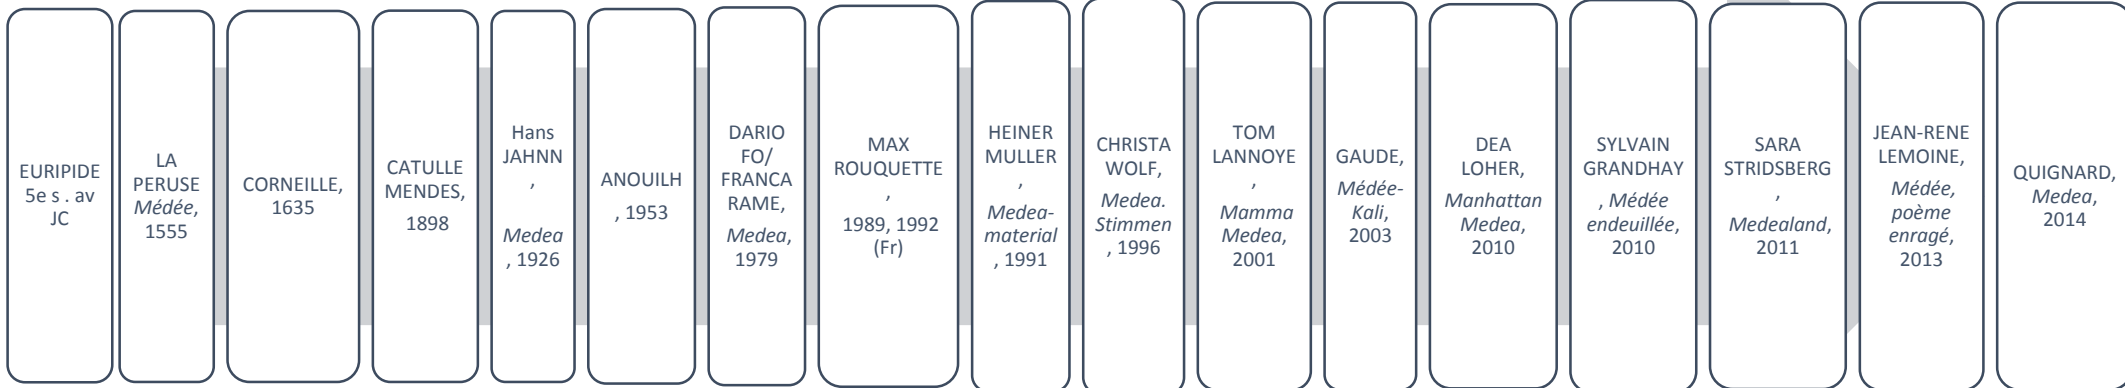 EURIPIDE
5e s . av
JC
LA
PERUSE
Médée,
1555
CORNEILLE,
1635
CATULLE
MENDES,
1898
Hans
JAHNN
,
Medea
, 1926
ANOUILH
, 1953
DARIO
FO/
FRANCA
RAME,
Medea,
1979
MAX
ROUQUETTE
,
1989, 1992
(Fr)
HEINER
MULLER
,
Medea-
material
, 1991
CHRISTA
WOLF,
Medea.
Stimmen
, 1996
TOM
LANNOYE
,
Mamma
Medea,
2001
GAUDE,
Médée-
Kali,
2003
DEA
LOHER,
Manhattan
Medea,
2010
SYLVAIN
GRANDHAY
, Médée
endeuillée,
2010
SARA
STRIDSBERG
,
Medealand,
2011
JEAN-RENE
LEMOINE,
Médée,
poème
enragé,
2013
QUIGNARD,
Medea,
2014